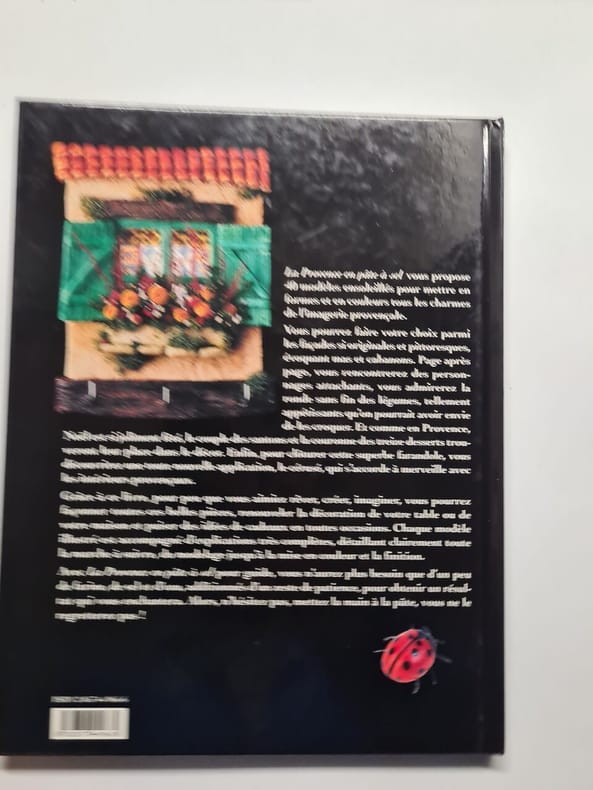 La Provence en pâte à sel vous propose
40 modèles ensoleillés pour mettre en
formes et en couleurs tous les charmes
de l'imagerie provençale.
Vous pourrez faire votre choix parmi
les façades si originales et pittoresques,
évoquant mas et cabanons. Page après
page, vous rencontrerez des person-
nages attachants, vous admirerez la
ronde sans fin des légumes, tellement
appétissants qu'on pourrait avoir envie
de les croquer. Et comme en Provence,
Noël est si joliment fêté, le couple des santons et la couronne des treize desserts trou-
veront leur place dans le décor. Enfin, pour clôturer cette superbe farandole, vous
découvrirez une toute nouvelle application, le vitrail, qui s'accorde à merveille avec
les intérieurs provençaux.
Grâce à ce livre, pour peu que vous aimiez rêver, créer, imaginer, vous pourrez
façonner toutes ces belles pièces, renouveler la décoration de votre table ou de
votre maison et puiser des idées de cadeaux en toutes occasions. Chaque modèle
illustré est accompagné d'explications très complètes, détaillant clairement toute
la marche à suivre, du modelage jusqu'à la mise en couleur et la finition.
Avec La Provence en pâte à sel pour guide, vous n'aurez plus besoin que d'un peu
de farine, de sel et d'eau, additionnés d'un zeste de patience, pour obtenir un résul-
tat qui vous enchantera. Alors, n'hésitez pas, mettez la main à la pâte, vous ne le
regretterez pas!!